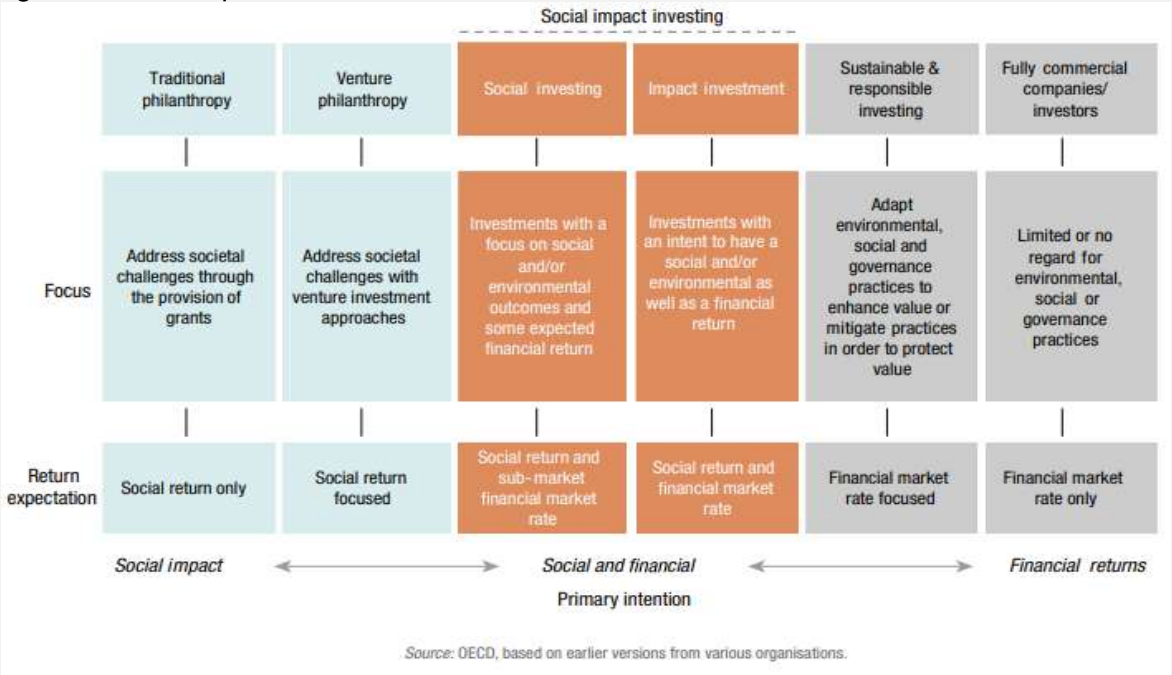 Social impact investing
Traditional
philanthropy
Venture
philanthropy
Social investing
Impact investment
Sustainable &
responsible
investing
Fully commercial
companies/
investors
Focus
Address societal
challenges through
the provision of
grants
Address societal
challenges with
venture investment
approaches
Investments with a
focus on social
and/or
environmental
outcomes and
some expected
financial return
Investments with
an intent to have a
social and/or
environmental as
well as a financial
return
Adapt
environmental,
social and
governance
practices to
enhance value or
mitigate practices
in order to protect
value
Limited or no
regard for
environmental,
social or
governance
practices
Return
expectation
Social return only
Social return
focused
Social return and
sub-market
financial market
rate
Social return and
financial market
rate
Financial market
rate focused
Financial market
rate only
Social impact
Social and financial
Financial returns
Primary intention
Source: OECD, based on earlier versions from various organisations.